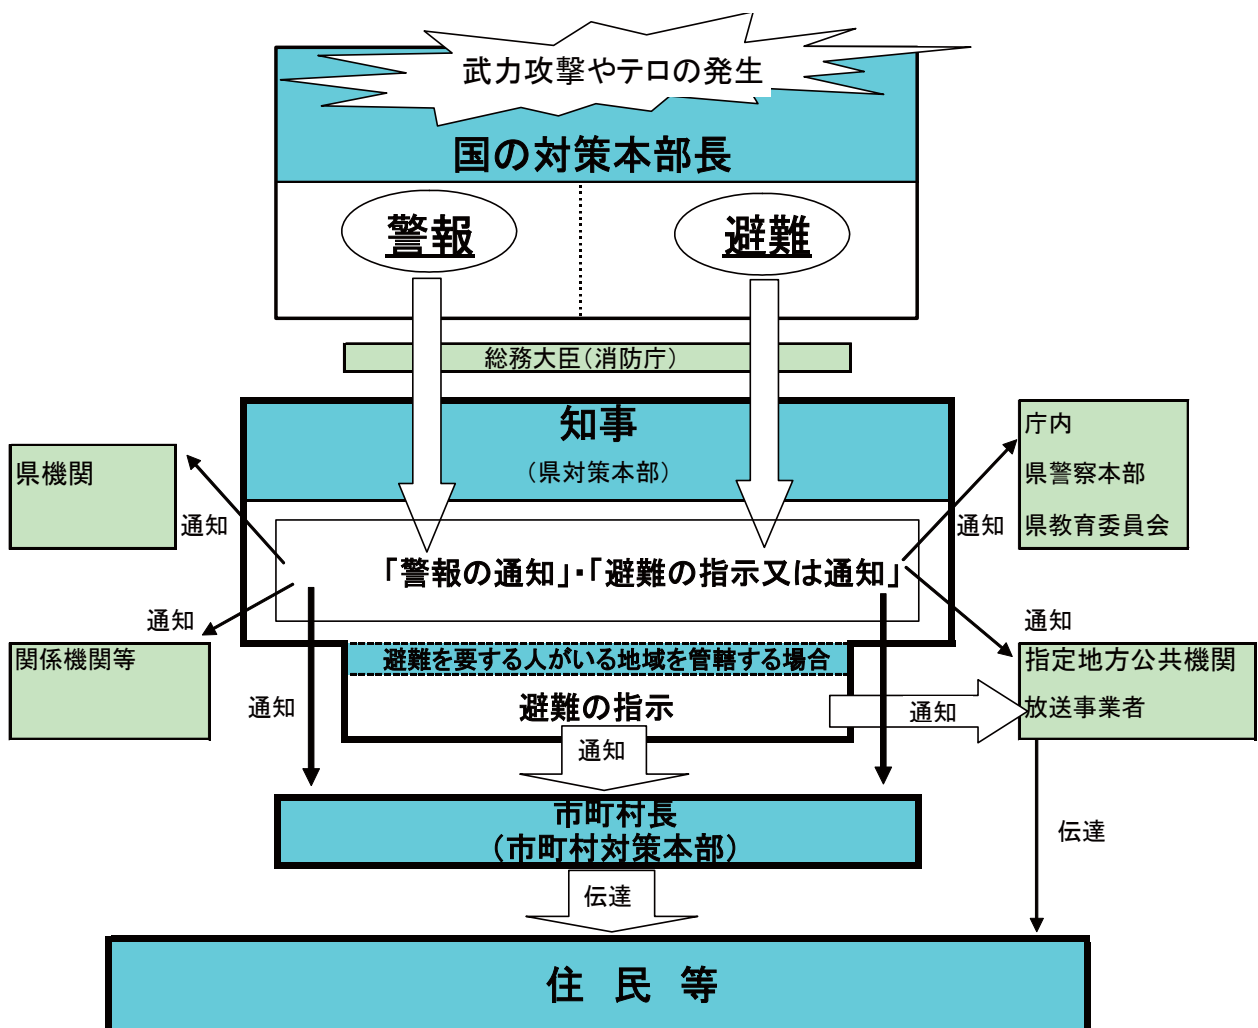 武力攻撃やテロの発生
国の対策本部長
警報
避難
総務大臣(消防庁)
知事
(県対策本部)
県機関
通知
庁内
県警察本部
県教育委員会
通知
「警報の通知」・「避難の指示又は通知」
通知
関係機関等
通知
指定地方公共機関
放送事業者
避難を要する人がいる地域を管轄する場合
避難の指示
通知
通知
通知
市町村長
(市町村対策本部)
伝達
伝達
住 民 等